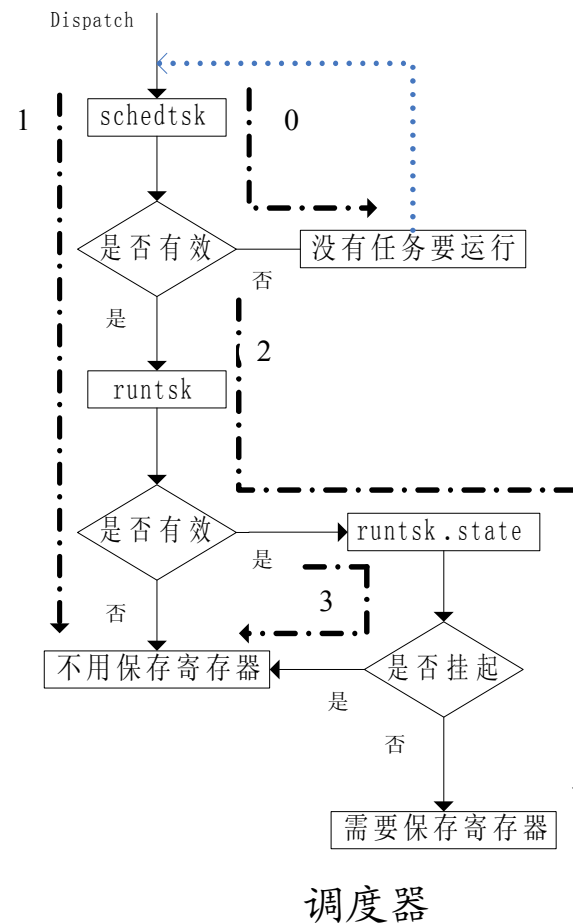 Dispatch
1
schedtsk
0
是否有效
没有任务要运行
否
是
2
runtsk
是否有效
runtsk.state
是
3
否
不用保存寄存器
是否挂起
是
否
需要保存寄存器
调度器